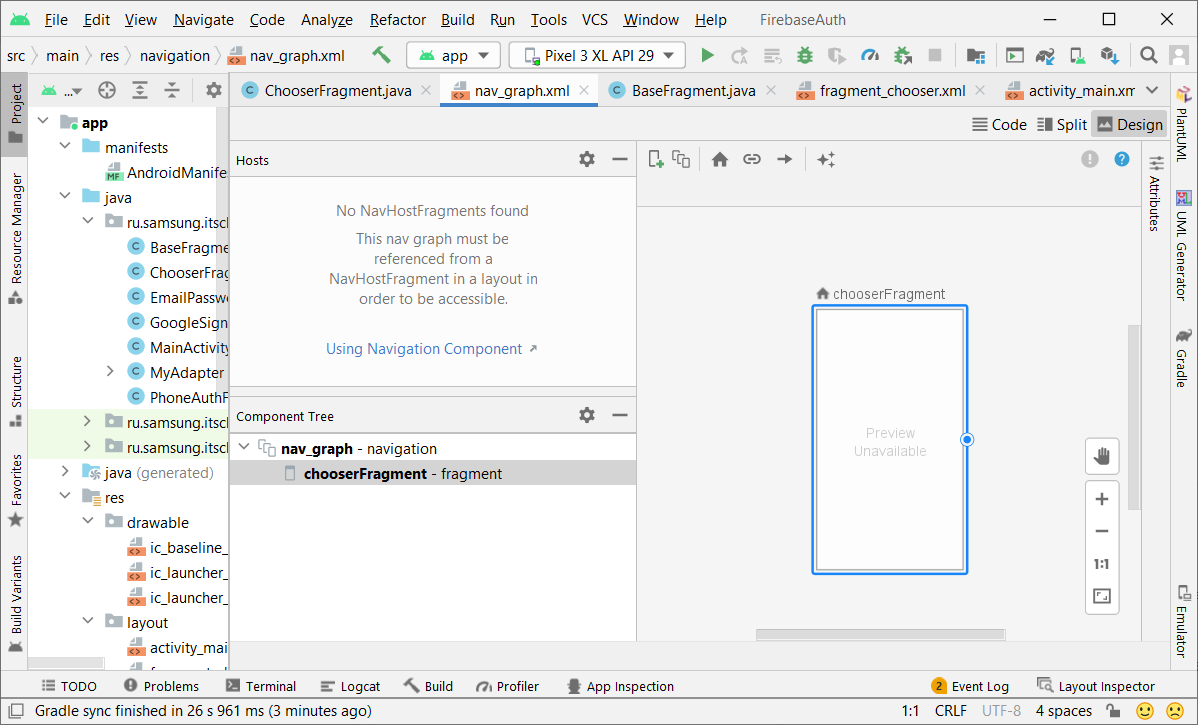 File Edit View Navigate Code Analyze Refactor Build Run Tools VCS Window Help FirebaseAuth
src main res navigation nav_graph.xml app Pixel 3 XL API 29
... ChooserFragment.java nav_graph.xml BaseFragment.java fragment_chooser.xml activity_main.xm
Code Split Design
Project
Resource Manager
Structure
Favorites
Build Variants
app
manifests
MF AndroidManife
java
ru.samsung.itscl
C BaseFragme
C ChooserFrag
C EmailPassw
C GoogleSign
C MainActivity
C MyAdapter
C PhoneAuthF
ru.samsung.itscl
ru.samsung.itscl
java (generated)
res
drawable
ic_baseline_
ic_launcher_
ic_launcher_
layout
activity_mai
Hosts
No NavHostFragments found
This nav graph must be
referenced from a
NavHostFragment in a layout in
order to be accessible.
Using Navigation Component
Component Tree
nav_graph - navigation
chooserFragment - fragment
chooserFragment
Preview
Unavailable
1:1
Attributes
PlantUML
UML Generator
Gradle
Emulator
TODO Problems Terminal Logcat Build Profiler App Inspection 2 Event Log Layout Inspector
Gradle sync finished in 26 s 961 ms (3 minutes ago) 1:1 CRLF UTF-8 4 spaces